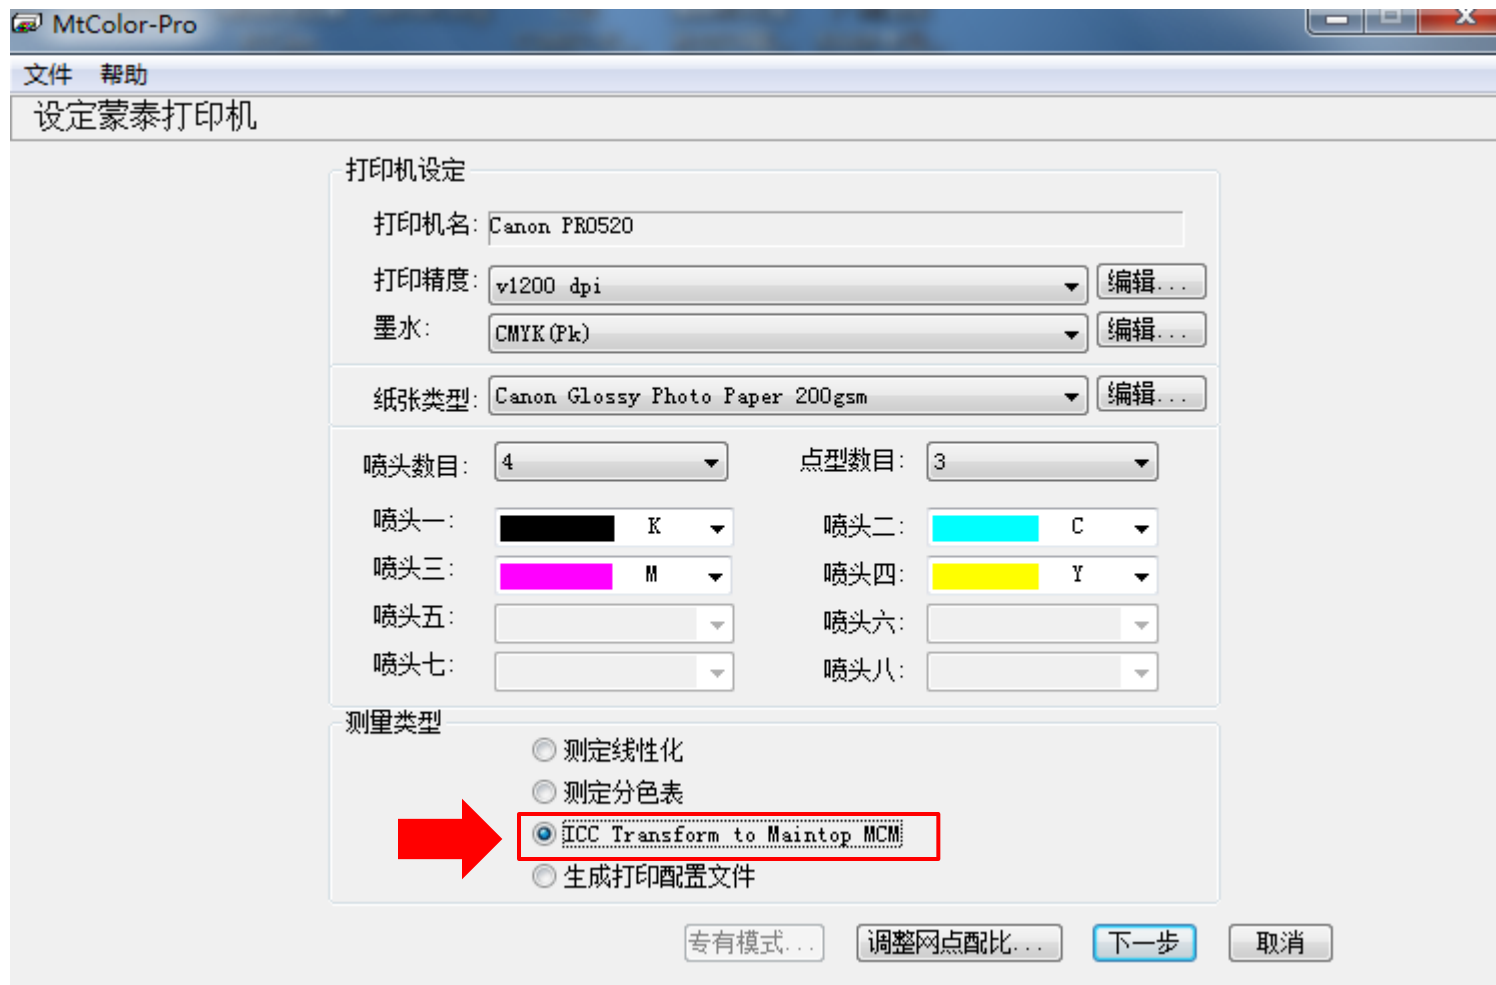 MtColor-Pro
文件 帮助
设定蒙泰打印机
打印机设定
打印机名: Canon PRO520
打印精度: v1200 dpi 编辑...
墨水: CMYK(Pk) 编辑...
纸张类型: Canon Glossy Photo Paper 200gsm 编辑...
喷头数目: 4 点型数目: 3
喷头一: K 喷头二: C
喷头三: M 喷头四: Y
喷头五: 喷头六:
喷头七: 喷头八:
测量类型
测定线性化
测定分色表
ICC Transform to Maintop MCM
生成打印配置文件
专有模式... 调整网点配比... 下一步 取消